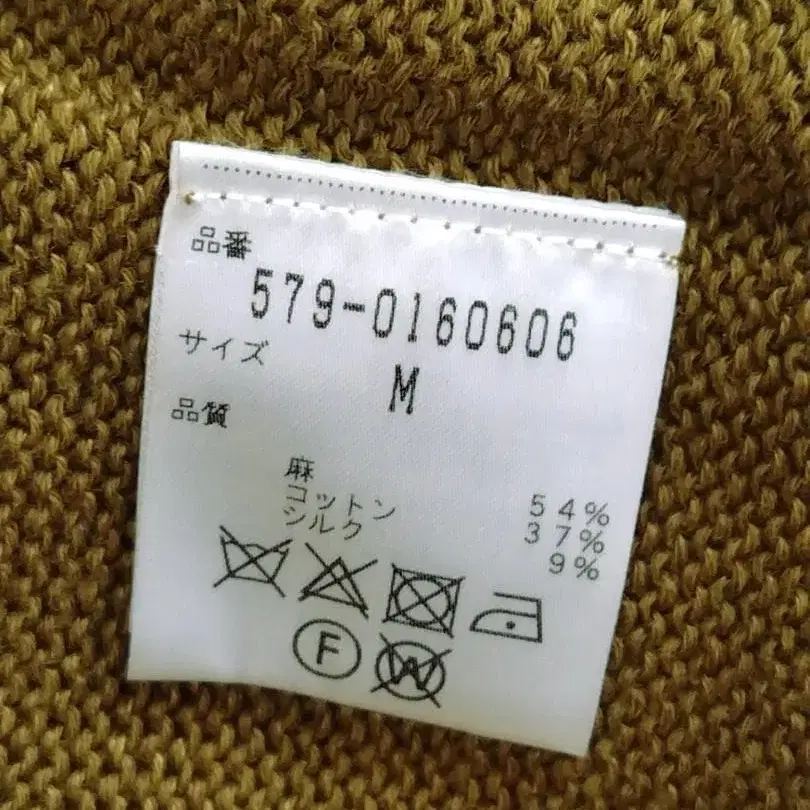 品番
579-0160606
サイズ
M
品質
麻 54%
コットン 37%
シルク 9%
F W